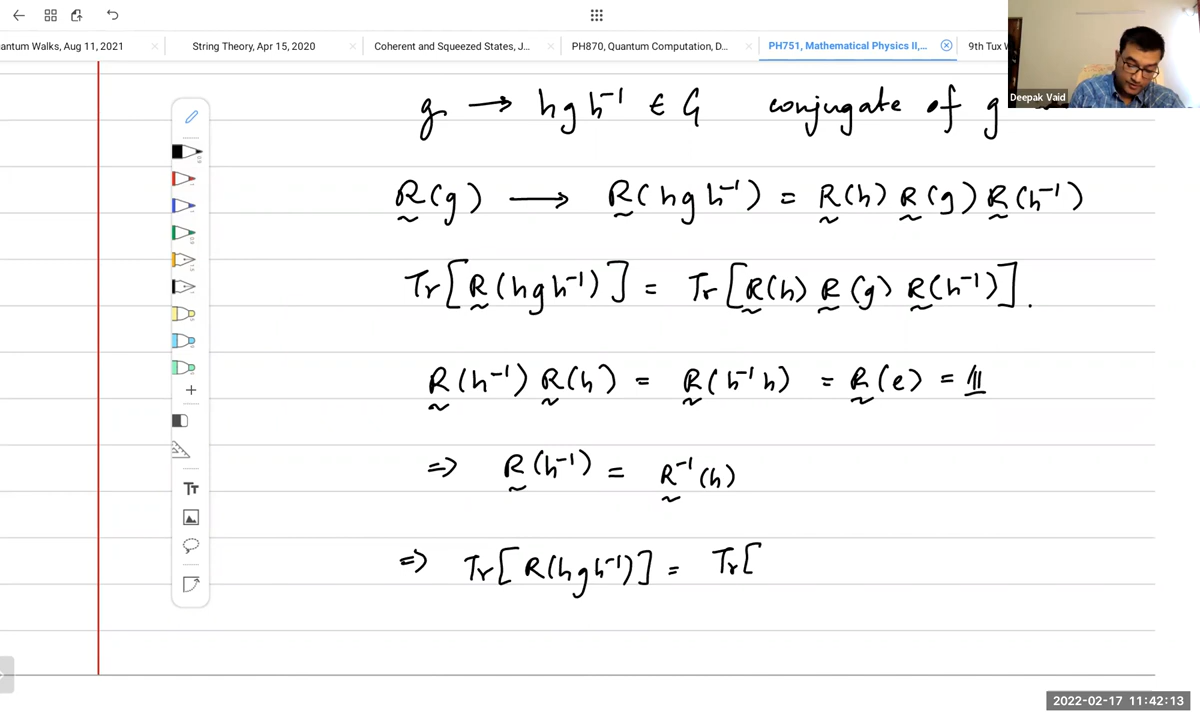 antum Walks, Aug 11, 2021 × String Theory, Apr 15, 2020 × Coherent and Squeezed States, J... × PH870, Quantum Computation, D... × PH751, Mathematical Physics II,... 9th Tux
Deepak Vaid
g → hgh⁻¹ ∈ G conjugate of g
R(g) → R(hgh⁻¹) = R(h) R(g) R(h⁻¹)
Tr[R(hgh⁻¹)] = Tr[R(h) R(g) R(h⁻¹)].
R(h⁻¹) R(h) = R(h⁻¹h) = R(e) = 𝟙
⇒ R(h⁻¹) = R⁻¹(h)
TT
⇒ Tr[R(hgh⁻¹)] = Tr[
2022-02-17 11:42:13